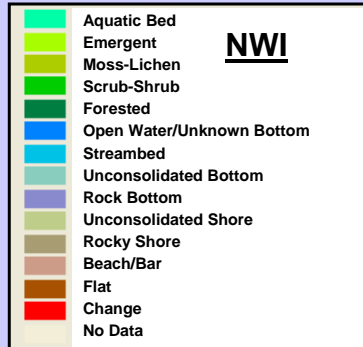 Aquatic Bed
Emergent
NWI
Moss-Lichen
Scrub-Shrub
Forested
Open Water/Unknown Bottom
Streambed
Unconsolidated Bottom
Rock Bottom
Unconsolidated Shore
Rocky Shore
Beach/Bar
Flat
Change
No Data